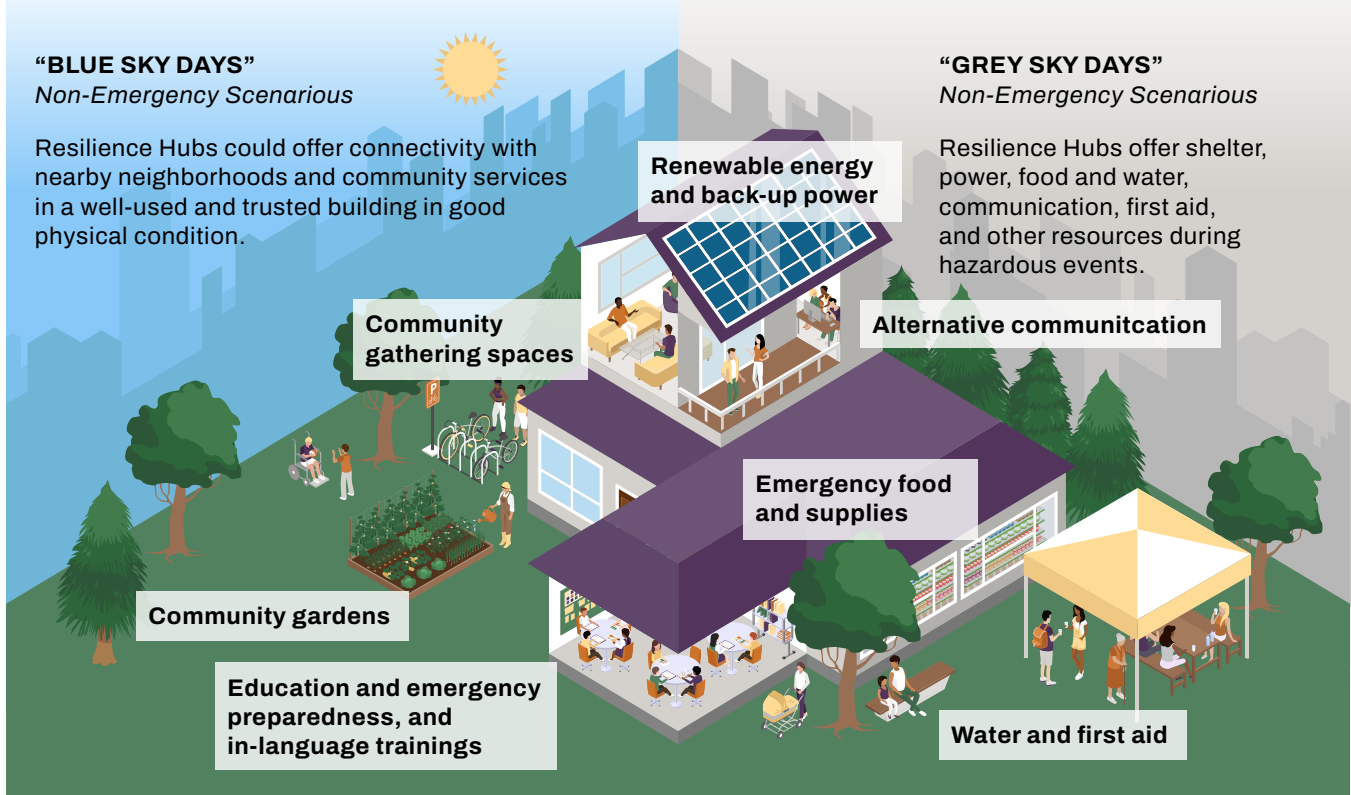 “BLUE SKY DAYS”
Non-Emergency Scenarious
Resilience Hubs could offer connectivity with
nearby neighborhoods and community services
in a well-used and trusted building in good
physical condition.
“GREY SKY DAYS”
Non-Emergency Scenarious
Resilience Hubs offer shelter,
power, food and water,
communication, first aid,
and other resources during
hazardous events.
Renewable energy
and back-up power
Community
gathering spaces
Alternative communitcation
P
Emergency food
and supplies
Community gardens
Education and emergency
preparedness, and
in-language trainings
Water and first aid